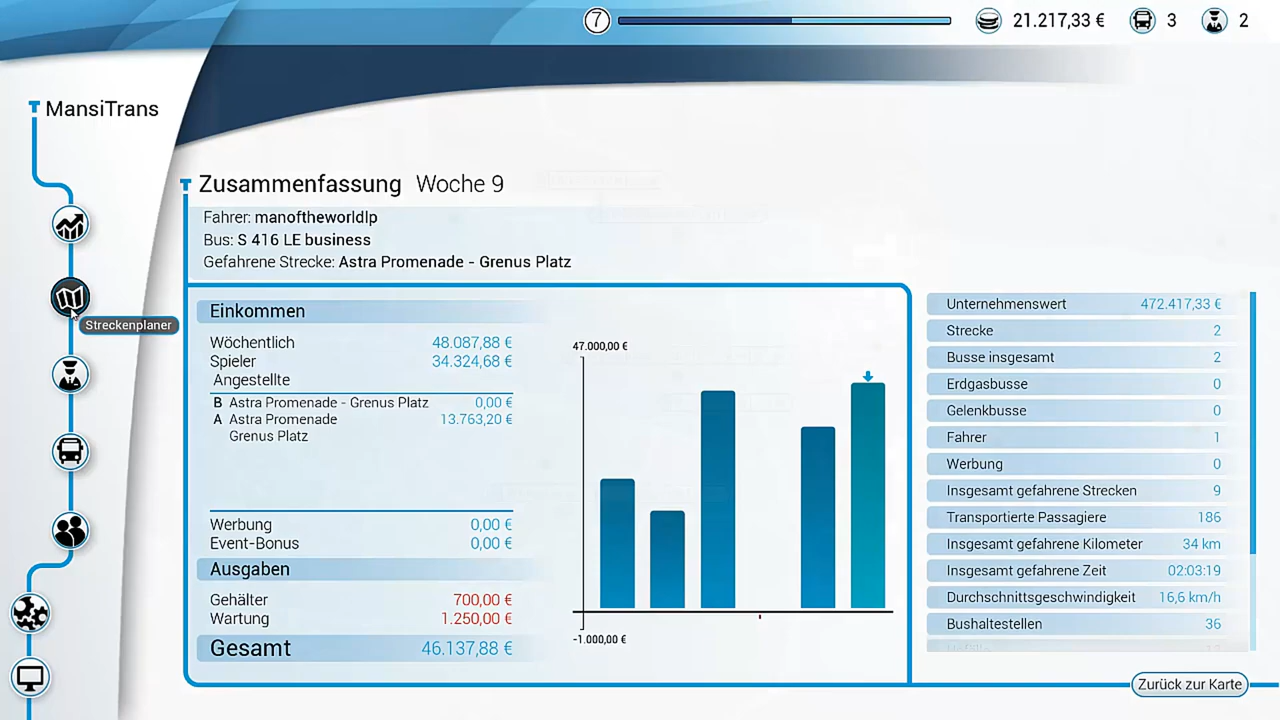 7
21.217,33 €
3
2
MansiTrans
Streckenplaner
Zusammenfassung Woche 9
Fahrer: manoftheworldlp
Bus: S 416 LE business
Gefahrene Strecke: Astra Promenade - Grenus Platz
Einkommen
Wöchentlich 48.087,88 €
Spieler 34.324,68 €
Angestellte
B Astra Promenade - Grenus Platz 0,00 €
A Astra Promenade 13.763,20 €
Grenus Platz
Werbung 0,00 €
Event-Bonus 0,00 €
Ausgaben
Gehälter 700,00 €
Wartung 1.250,00 €
Gesamt 46.137,88 €
47.000,00 €
-1.000,00 €
Unternehmenswert 472.417,33 €
Strecke 2
Busse insgesamt 2
Erdgasbusse 0
Gelenkbusse 0
Fahrer 1
Werbung 0
Insgesamt gefahrene Strecken 9
Transportierte Passagiere 186
Insgesamt gefahrene Kilometer 34 km
Insgesamt gefahrene Zeit 02:03:19
Durchschnittsgeschwindigkeit 16,6 km/h
Bushaltestellen 36
Zurück zur Karte